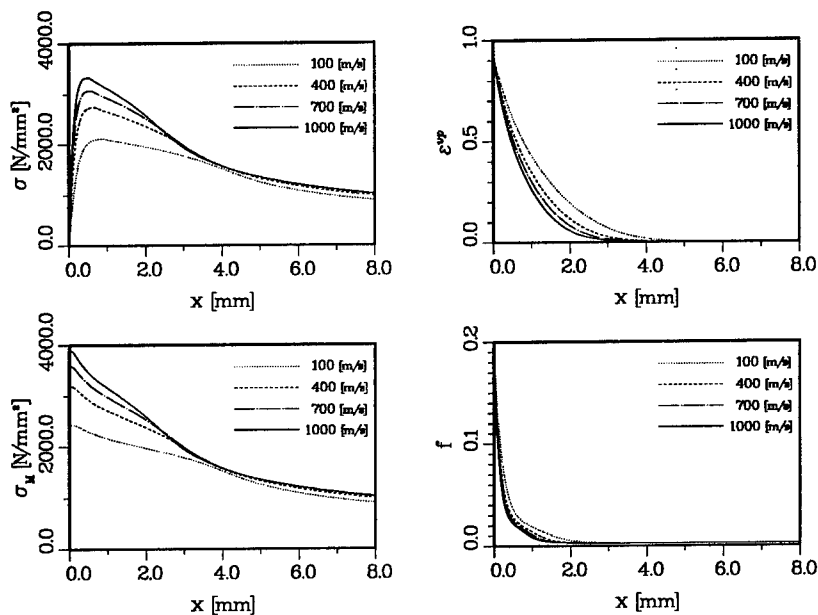 4000.0
2000.0
0.0
σ [N/mm²]
100 [m/s]
400 [m/s]
700 [m/s]
1000 [m/s]
0.0 2.0 4.0 6.0 8.0
x [mm]
1.0
0.5
0.0
ε^vp
100 [m/s]
400 [m/s]
700 [m/s]
1000 [m/s]
0.0 2.0 4.0 6.0 8.0
x [mm]
4000.0
2000.0
0.0
σ_M [N/mm²]
100 [m/s]
400 [m/s]
700 [m/s]
1000 [m/s]
0.0 2.0 4.0 6.0 8.0
x [mm]
0.2
0.1
0.0
f
100 [m/s]
400 [m/s]
700 [m/s]
1000 [m/s]
0.0 2.0 4.0 6.0 8.0
x [mm]